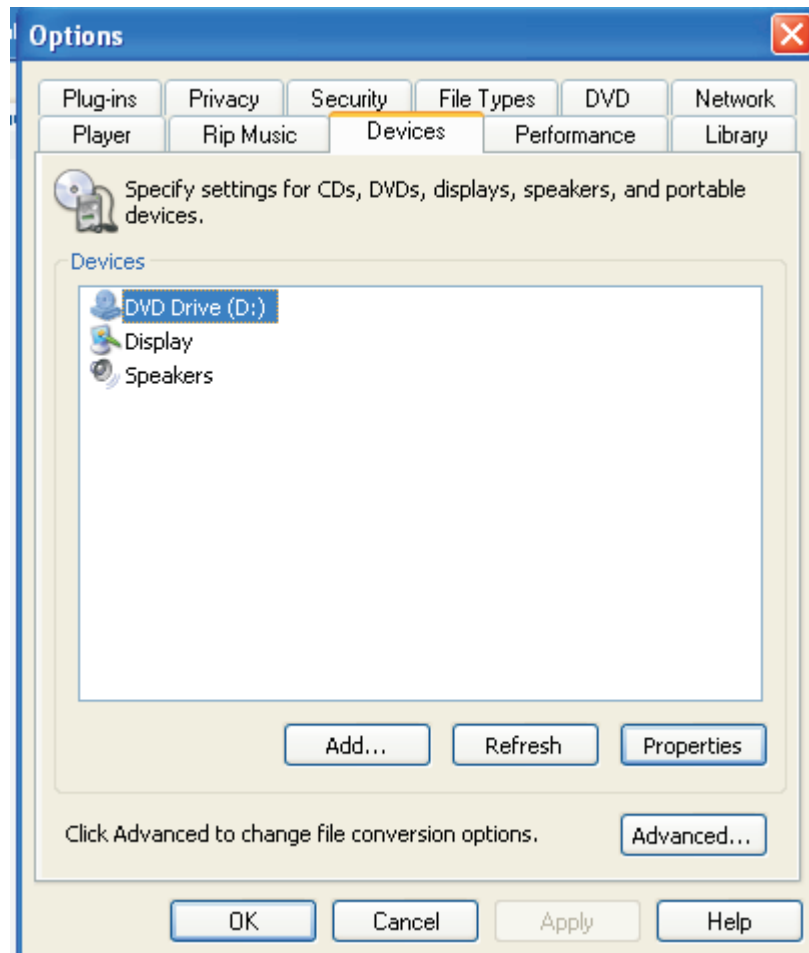 Options
Plug-ins Privacy Security File Types DVD Network
Player Rip Music Devices Performance Library
Specify settings for CDs, DVDs, displays, speakers, and portable
devices.
Devices
DVD Drive (D:)
Display
Speakers
Add... Refresh Properties
Click Advanced to change file conversion options. Advanced...
OK Cancel Apply Help